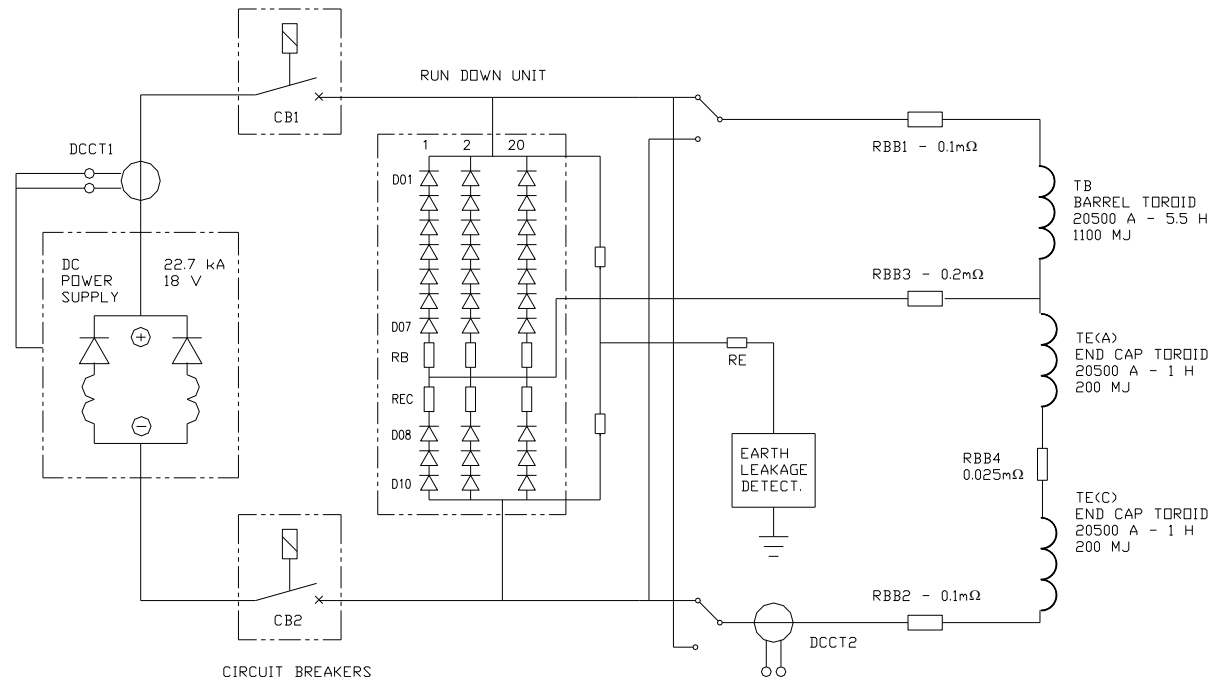 CB1
RUN DOWN UNIT
DCCT1
1 2 20
D01
RBB1 - 0.1mΩ
TB
BARREL TOROID
20500 A - 5.5 H
1100 MJ
DC
POWER
SUPPLY
22.7 kA
18 V
RBB3 - 0.2mΩ
D07
RB
+
RE
TE(A)
END CAP TOROID
20500 A - 1 H
200 MJ
REC
-
D08
D10
EARTH
LEAKAGE
DETECT.
RBB4
0.025mΩ
TE(C)
END CAP TOROID
20500 A - 1 H
200 MJ
RBB2 - 0.1mΩ
CB2
DCCT2
CIRCUIT BREAKERS